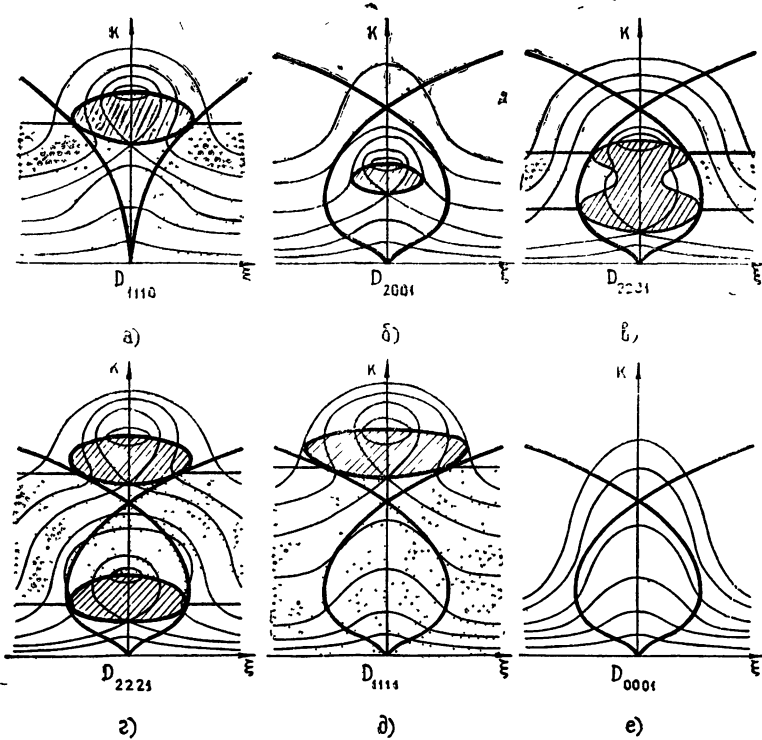 К К К
D₁₁₁₀ ξ D₂₀₀₁ ξ ξ
а) б) в)
К К К
D₂₂₂₁ ξ D₁₁₁₁ ξ D₀₀₀₁ ξ
г) д) е)